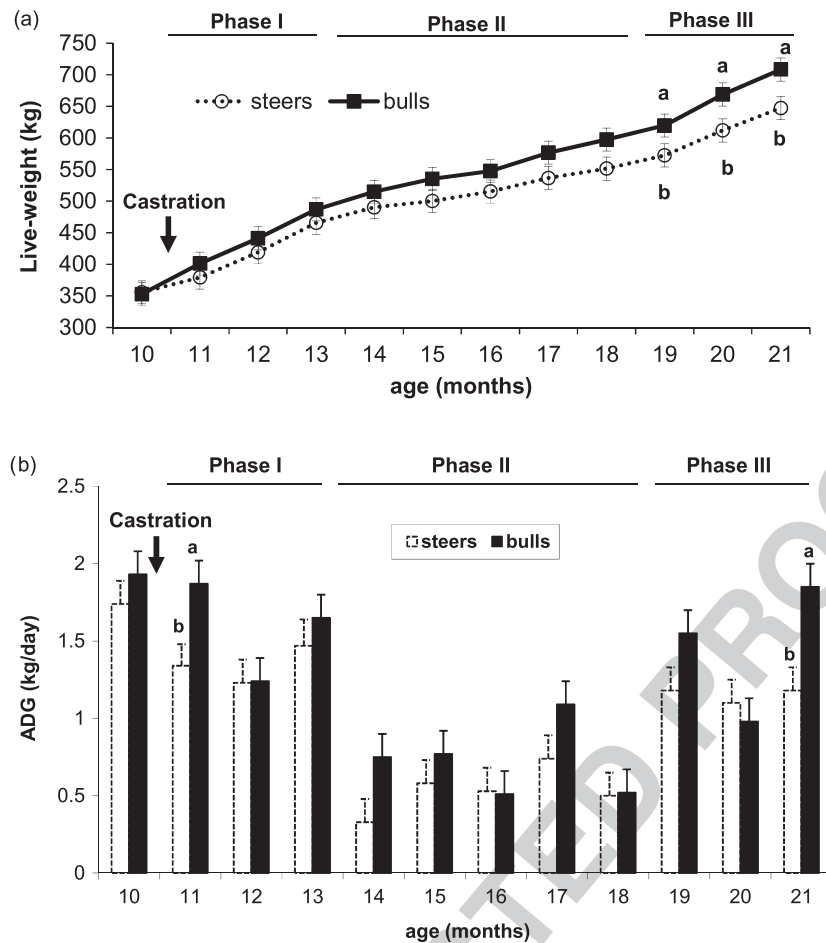 (a)
Phase I
Phase II
Phase III
750
700
650
600
550
500
450
400
350
300
Live-weight (kg)
steers
bulls
Castration
a
a
a
b
b
b
10 11 12 13 14 15 16 17 18 19 20 21
age (months)
(b)
Phase I
Phase II
Phase III
2.5
2
1.5
1
0.5
0
ADG (kg/day)
Castration
steers
bulls
a
b
a
b
10 11 12 13 14 15 16 17 18 19 20 21
age (months)
TED PROO